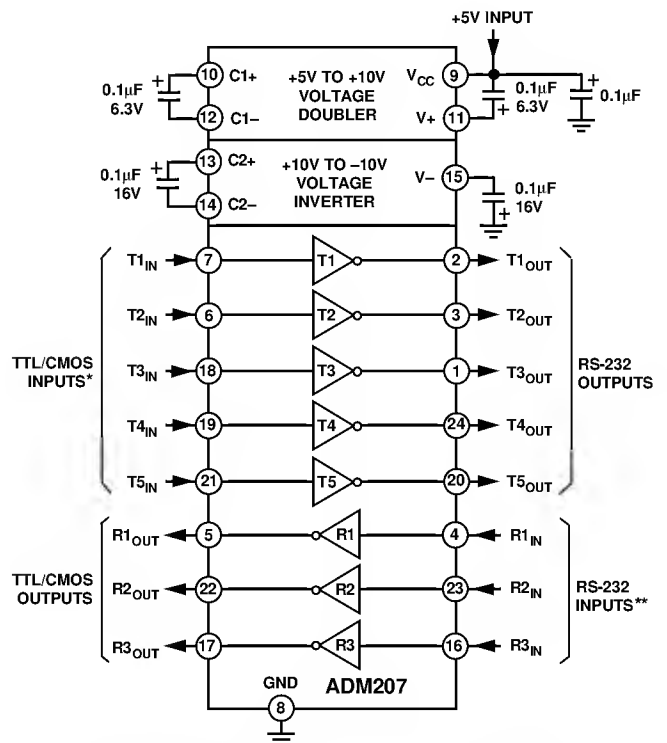 +5V INPUT
10 C1+ +5V TO +10V VOLTAGE DOUBLER VCC 9
0.1µF 6.3V
12 C1– V+ 11
+ 0.1µF 6.3V
+ 0.1µF
13 C2+ +10V TO –10V VOLTAGE INVERTER V– 15
+ 0.1µF 16V
14 C2–
0.1µF 16V +
T1IN 7 T1 2 T1OUT
T2IN 6 T2 3 T2OUT
TTL/CMOS INPUTS*
T3IN 18 T3 1 T3OUT
RS-232 OUTPUTS
T4IN 19 T4 24 T4OUT
T5IN 21 T5 20 T5OUT
R1OUT 5 R1 4 R1IN
TTL/CMOS OUTPUTS
R2OUT 22 R2 23 R2IN
RS-232 INPUTS**
R3OUT 17 R3 16 R3IN
GND ADM207
8